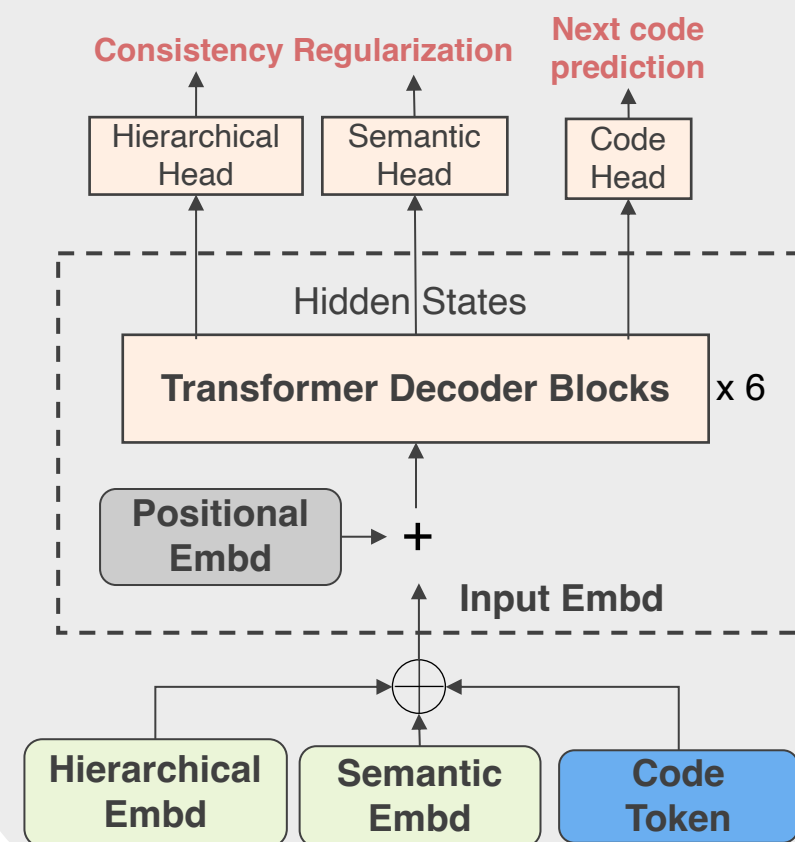 Consistency Regularization
Next code
prediction
Hierarchical
Head
Semantic
Head
Code
Head
Hidden States
Transformer Decoder Blocks
x 6
Positional
Embd
+
Input Embd
Hierarchical
Embd
Semantic
Embd
Code
Token